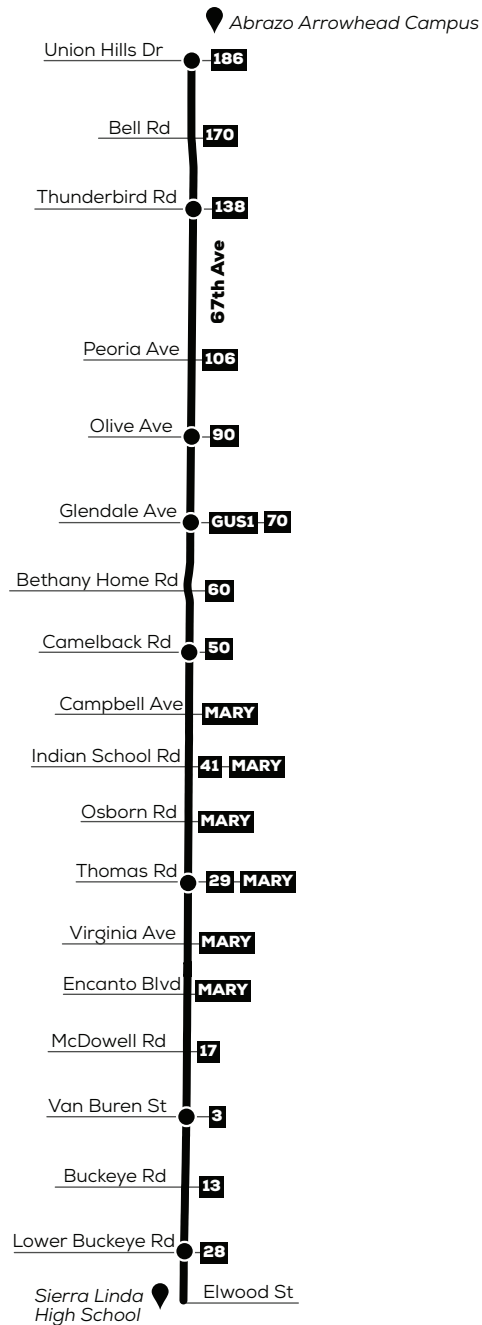 Abrazo Arrowhead Campus
Union Hills Dr 186
Bell Rd 170
Thunderbird Rd 138
67th Ave
Peoria Ave 106
Olive Ave 90
Glendale Ave GUS1 70
Bethany Home Rd 60
Camelback Rd 50
Campbell Ave MARY
Indian School Rd 41 MARY
Osborn Rd MARY
Thomas Rd 29 MARY
Virginia Ave MARY
Encanto Blvd MARY
McDowell Rd 17
Van Buren St 3
Buckeye Rd 13
Lower Buckeye Rd 28
Sierra Linda
High School
Elwood St